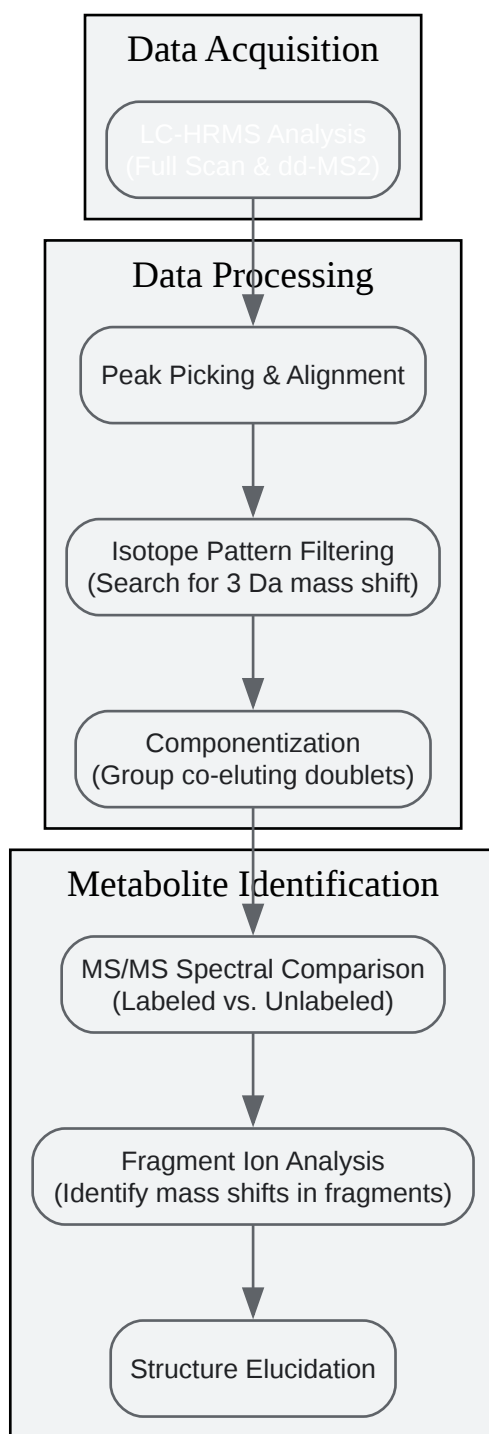 Data Acquisition
LC-HRMS Analysis
(Full Scan & dd-MS2)
Data Processing
Peak Picking & Alignment
Isotope Pattern Filtering
(Search for 3 Da mass shift)
Componentization
(Group co-eluting doublets)
Metabolite Identification
MS/MS Spectral Comparison
(Labeled vs. Unlabeled)
Fragment Ion Analysis
(Identify mass shifts in fragments)
Structure Elucidation